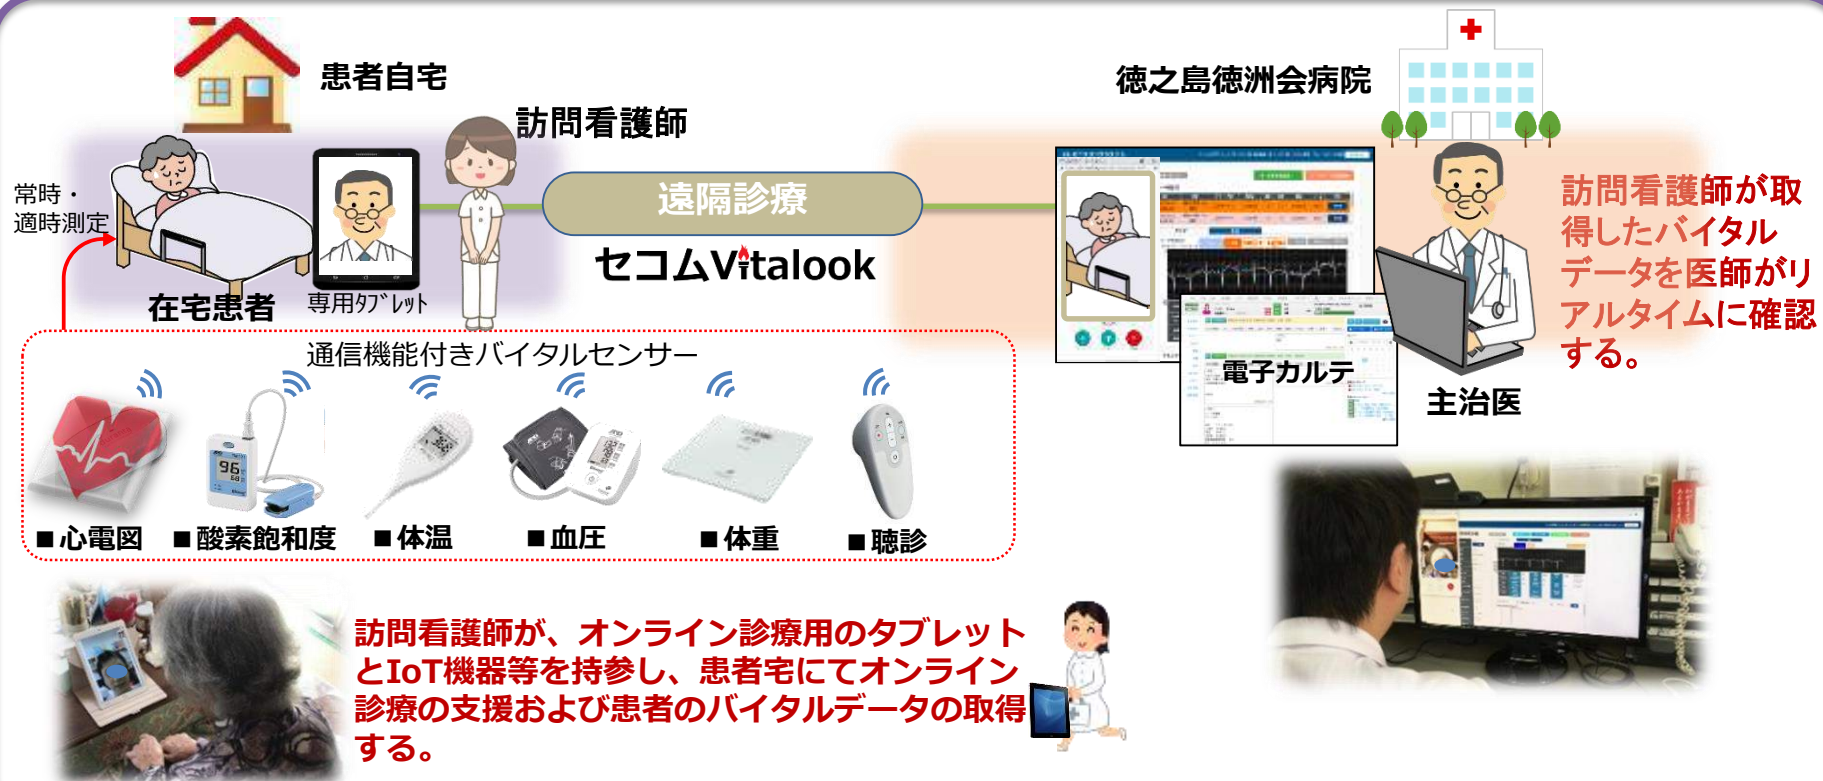 患者自宅
訪問看護師
徳之島徳洲会病院
常時・
適時測定
遠隔診療
セコムVitalook
在宅患者
専用ﾀﾌﾞﾚｯﾄ
訪問看護師が取
得したバイタル
データを医師がリ
アルタイムに確認
する。
電子カルテ
主治医
通信機能付きバイタルセンサー
96
■心電図
■酸素飽和度
■体温
■血圧
■体重
■聴診
訪問看護師が、オンライン診療用のタブレット
とIoT機器等を持参し、患者宅にてオンライン
診療の支援および患者のバイタルデータの取得
する。